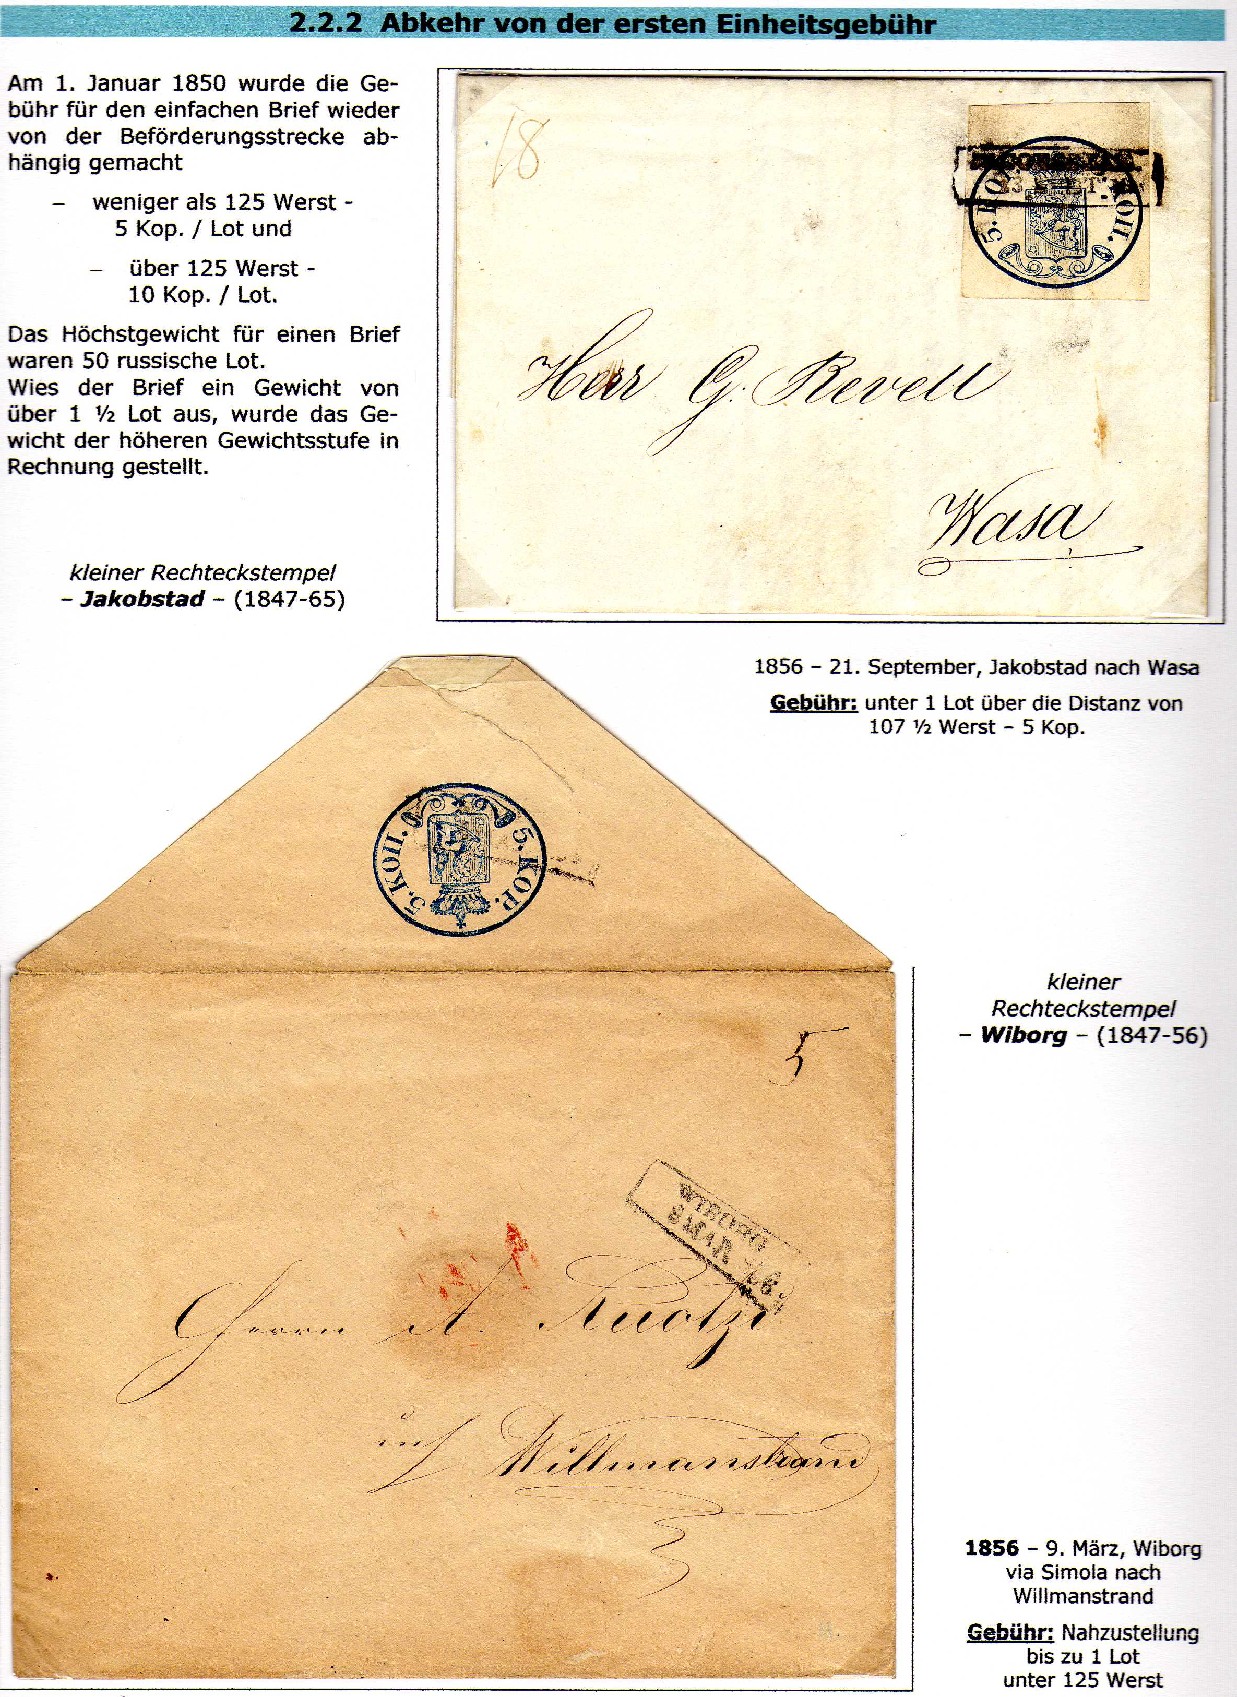 2.2.2 Abkehr von der ersten Einheitsgebühr
Am 1. Januar 1850 wurde die Ge-
bühr für den einfachen Brief wieder
von der Beförderungsstrecke ab-
hängig gemacht
– weniger als 125 Werst -
5 Kop. / Lot und
– über 125 Werst -
10 Kop. / Lot.
Das Höchstgewicht für einen Brief
waren 50 russische Lot.
Wies der Brief ein Gewicht von
über 1 ½ Lot aus, wurde das Ge-
wicht der höheren Gewichtsstufe in
Rechnung gestellt.
kleiner Rechteckstempel
– Jakobstad – (1847-65)
18
5. KOP.
КОП.
Herr G. Revell
Wasa
1856 – 21. September, Jakobstad nach Wasa
Gebühr: unter 1 Lot über die Distanz von
107 ½ Werst – 5 Kop.
5. КОП.
5. KOP.
5
WIBORG
MAR
Herrn A.
Willmanstrand
kleiner
Rechteckstempel
– Wiborg – (1847-56)
1856 – 9. März, Wiborg
via Simola nach
Willmanstrand
Gebühr: Nahzustellung
bis zu 1 Lot
unter 125 Werst